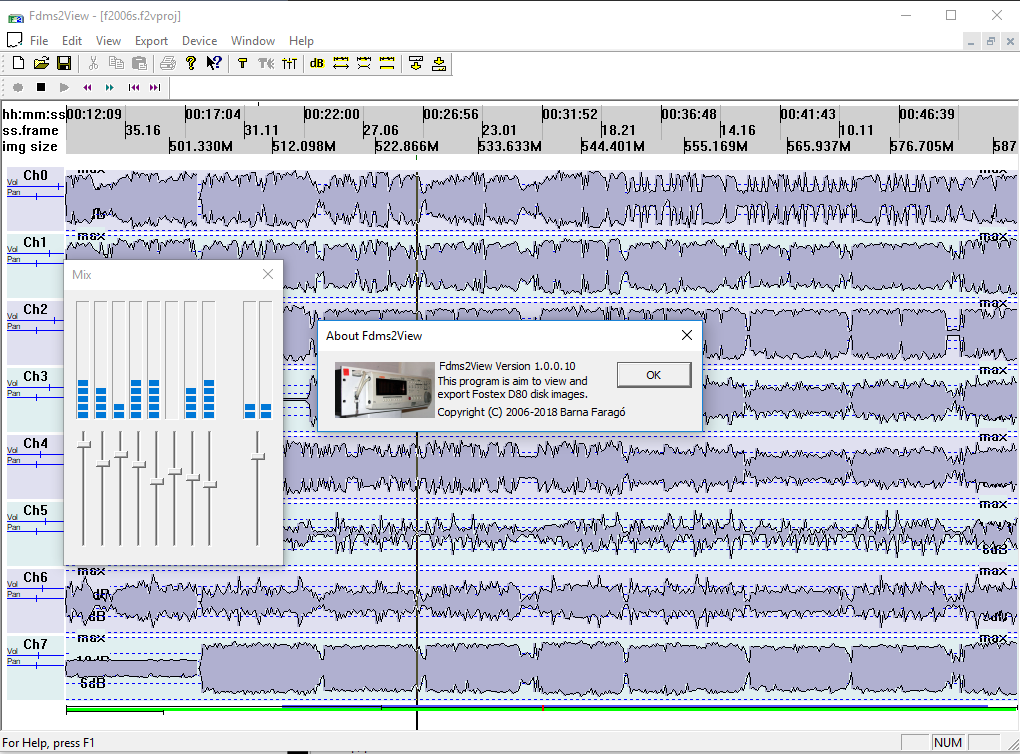 Fdms2View - [f2006s.f2vproj]
File Edit View Export Device Window Help
dB
hh:mm:ss 00:12:09 00:17:04 00:22:00 00:26:56 00:31:52 00:36:48 00:41:43 00:46:39
ss.frame 35.16 31.11 27.06 23.01 18.21 14.16 10.11
img size 501.330M 512.098M 522.866M 533.633M 544.401M 555.169M 565.937M 576.705M 587
Ch0 max max
Vol
Pan
dB
Ch1 max max
Vol
Pan
Mix
Ch2 max
Vol
Pan
About Fdms2View
Fdms2View Version 1.0.0.10
This program is aim to view and
export Fostex D80 disk images.
Copyright (C) 2006-2018 Barna Faragó
OK
Ch3 max
Vol
Pan
Ch4 max
Vol
Pan
Ch5 max
Vol
Pan
6dB
Ch6 max max
Vol
Pan
dB
dB
Ch7 max max
Vol
Pan
6dB
For Help, press F1
NUM